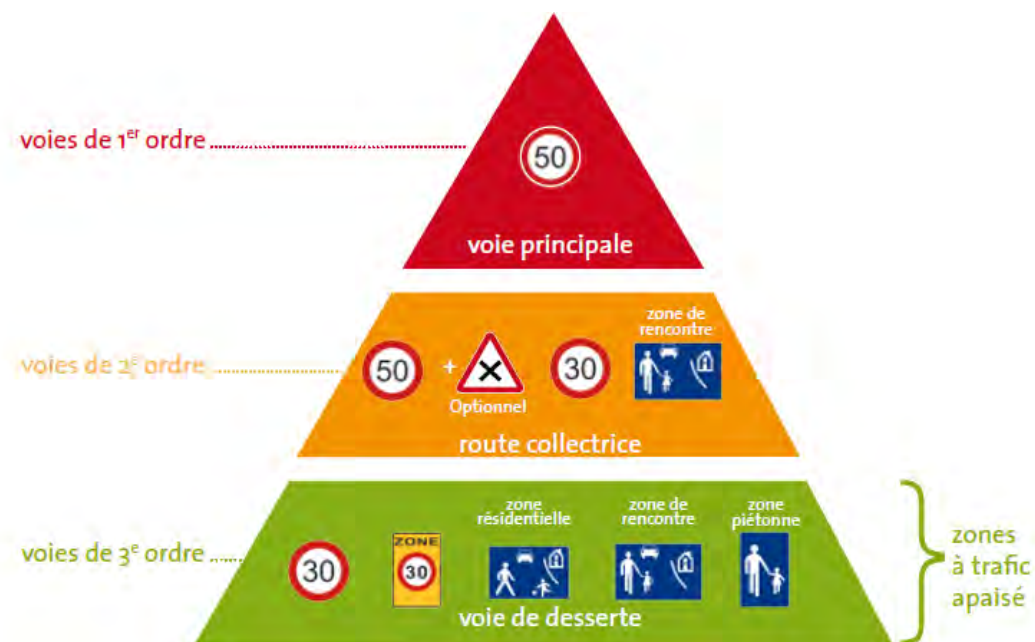 voies de 1er ordre
50
voie principale
zone de
rencontre
voies de 2e ordre
50
+
30
Optionnel
route collectrice
zone
résidentielle
zone de
rencontre
zone
piétonne
voies de 3e ordre
30
ZONE
30
voie de desserte
zones
à trafic
apaisé